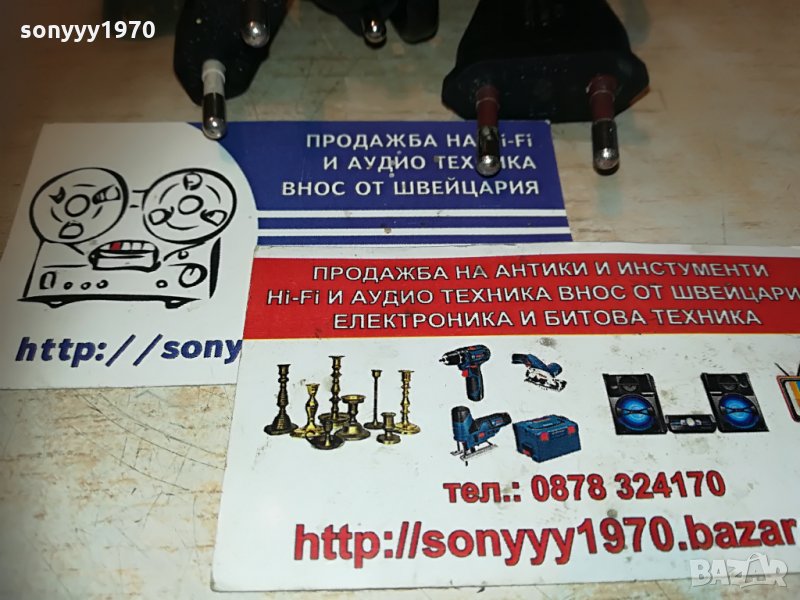 sonyyy1970
ПРОДАЖБА НА Hi-Fi
И АУДИО ТЕХНИКА
ВНОС ОТ ШВЕЙЦАРИЯ
http://sony
ПРОДАЖБА НА АНТИКИ И ИНСТУМЕНТИ
Hi-Fi И АУДИО ТЕХНИКА ВНОС ОТ ШВЕЙЦАРИ
ЕЛЕКТРОНИКА И БИТОВА ТЕХНИКА
тел.: 0878 324170
http://sonyyy1970.bazar
BAZAR